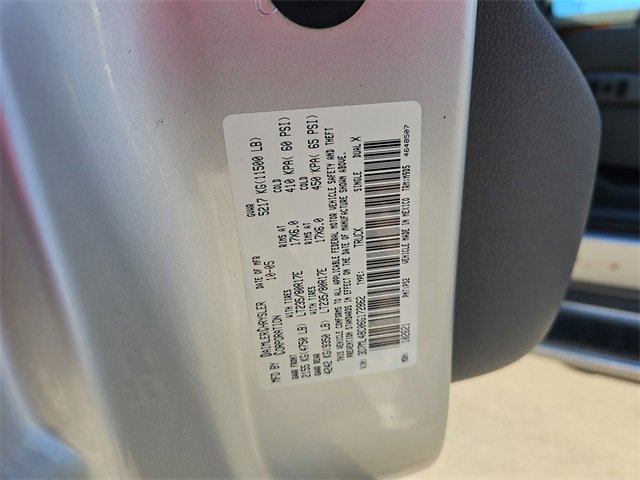 MFD BY DAIMLERCHRYSLER CORPORATION DATE OF MFR 10-05 GVWR 5217 KG(11500 LB)
GAWR FRONT WITH TIRES RIMS AT COLD
2155 KG(4750 LB) LT235/80R17E 17X6.0 410 KPA( 60 PSI)
GAWR REAR WITH TIRES RIMS AT COLD
4242 KG(9350 LB) LT235/80R17E 17X6.0 450 KPA( 65 PSI)
THIS VEHICLE CONFORMS TO ALL APPLICABLE FEDERAL MOTOR VEHICLE SAFETY AND THEFT
PREVENTION STANDARDS IN EFFECT ON THE DATE OF MANUFACTURE SHOWN ABOVE.
VIN: TYPE: TRUCK SINGLE DUAL X
MDH: PNT:PS2 VEHICLE MADE IN MEXICO 4648507